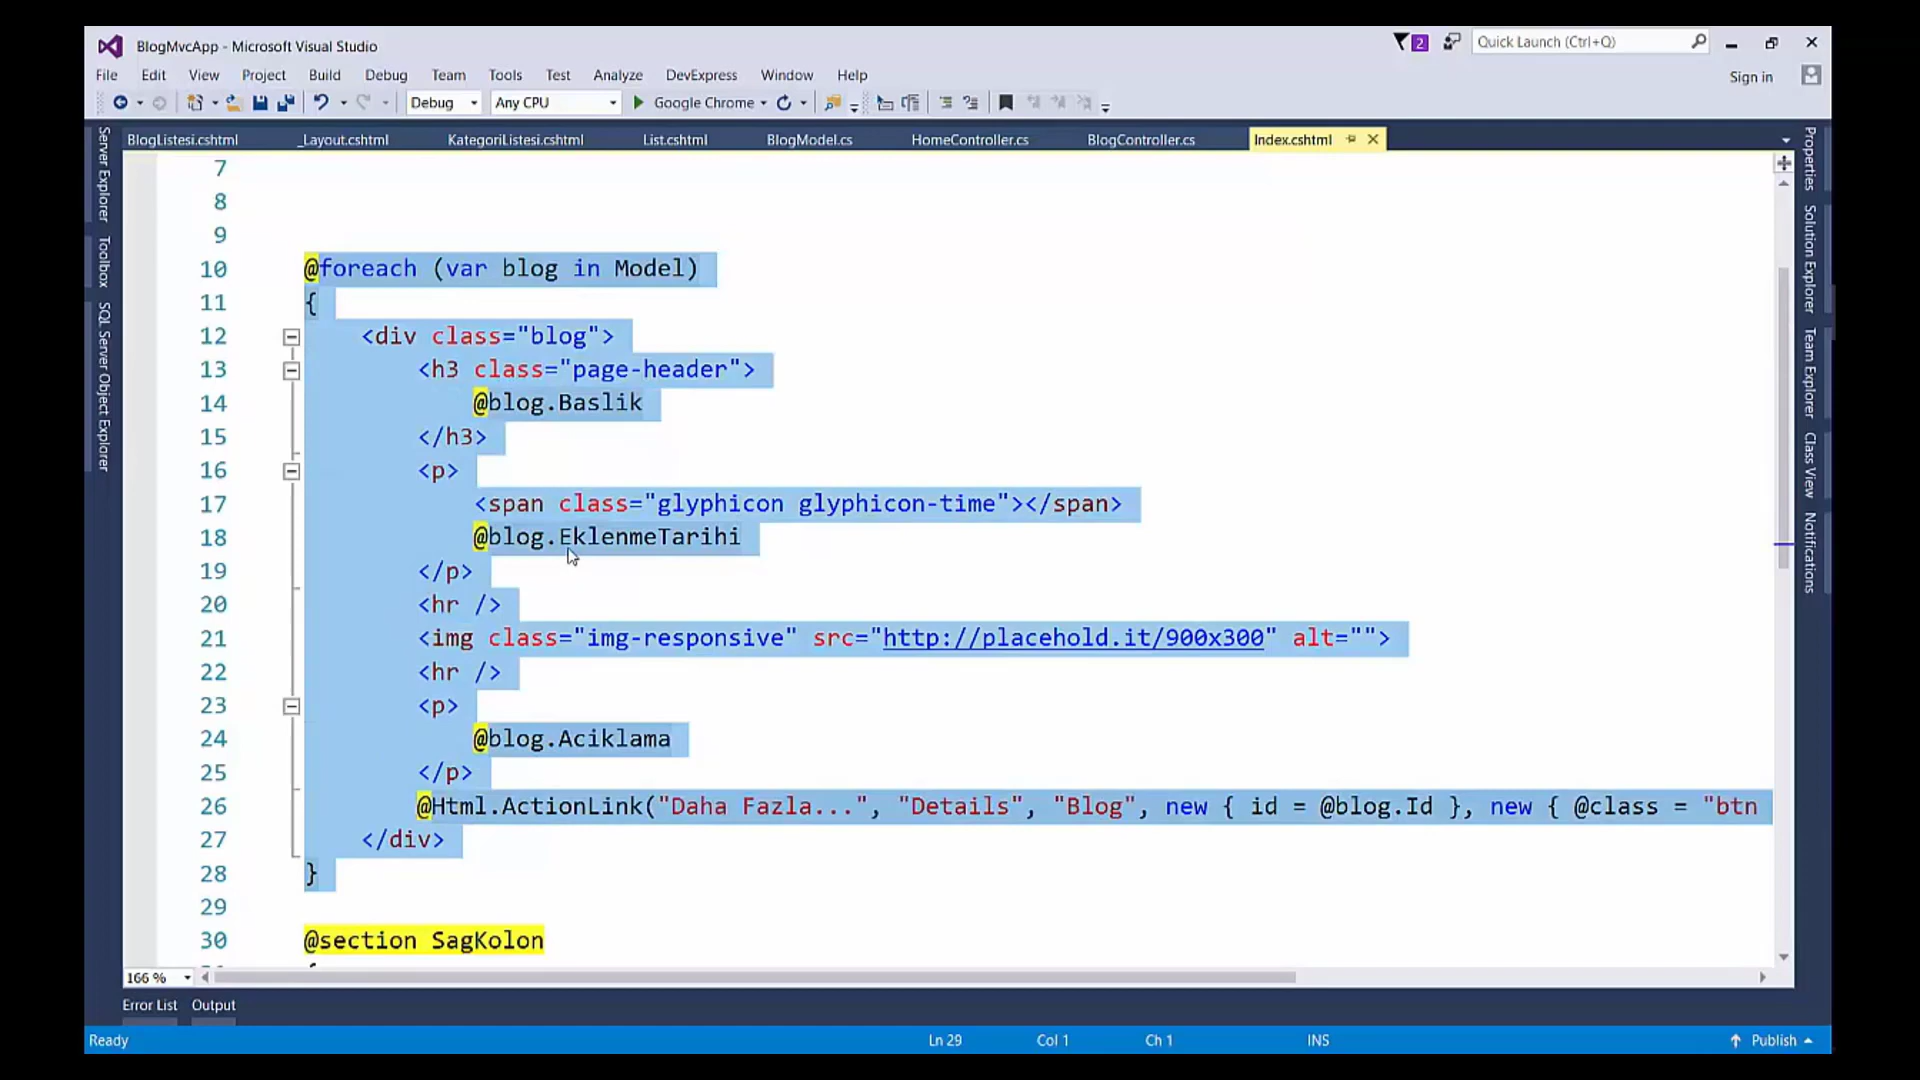 BlogMvcApp - Microsoft Visual Studio
2
Quick Launch (Ctrl+Q)
File Edit View Project Build Debug Team Tools Test Analyze DevExpress Window Help
Sign in
Debug Any CPU Google Chrome
BlogListesi.cshtml _Layout.cshtml KategoriListesi.cshtml List.cshtml BlogModel.cs HomeController.cs BlogController.cs Index.cshtml
Server Explorer
Toolbox
SQL Server Object Explorer
7
8
9
10 @foreach (var blog in Model)
11 {
12 <div class="blog">
13 <h3 class="page-header">
14 @blog.Baslik
15 </h3>
16 <p>
17 <span class="glyphicon glyphicon-time"></span>
18 @blog.EklenmeTarihi
19 </p>
20 <hr />
21 <img class="img-responsive" src="http://placehold.it/900x300" alt="">
22 <hr />
23 <p>
24 @blog.Aciklama
25 </p>
26 @Html.ActionLink("Daha Fazla...", "Details", "Blog", new { id = @blog.Id }, new { @class = "btn
27 </div>
28 }
29
30 @section SagKolon
Properties
Solution Explorer
Team Explorer
Class View
Notifications
166 %
Error List Output
Ready Ln 29 Col 1 Ch 1 INS Publish